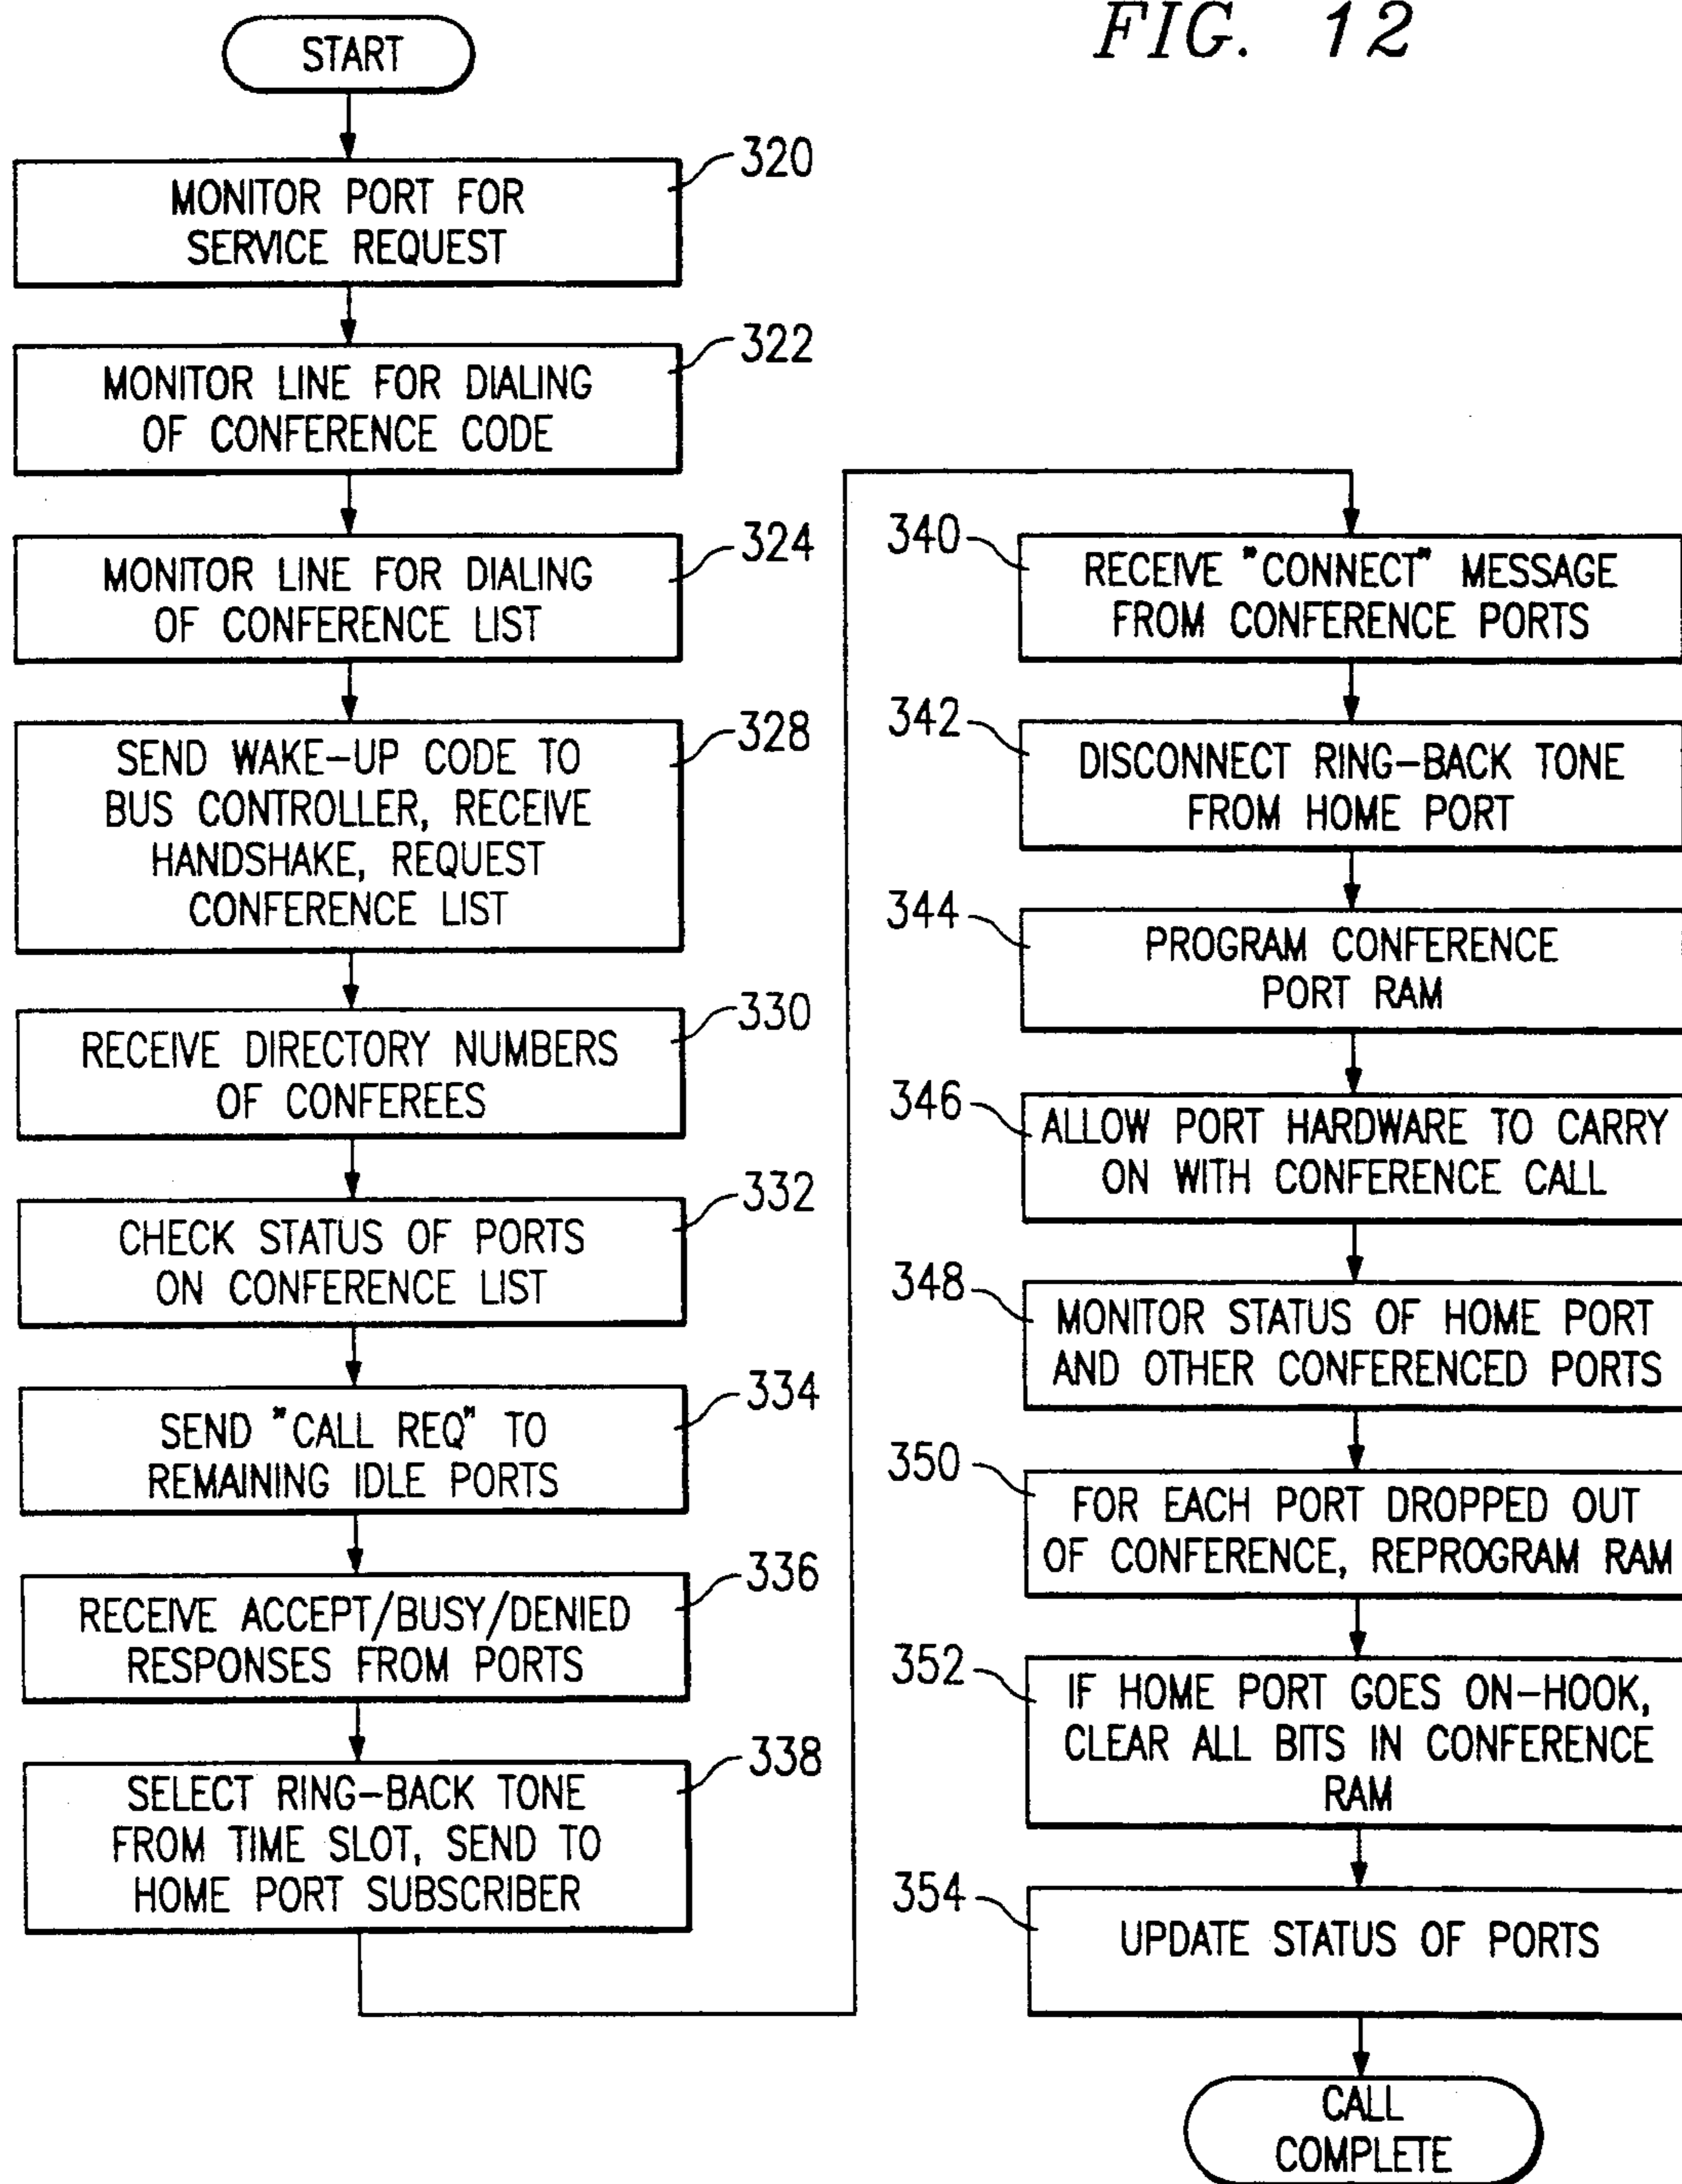 FIG. 12
START
320
MONITOR PORT FOR
SERVICE REQUEST
322
MONITOR LINE FOR DIALING
OF CONFERENCE CODE
324
MONITOR LINE FOR DIALING
OF CONFERENCE LIST
328
SEND WAKE-UP CODE TO
BUS CONTROLLER, RECEIVE
HANDSHAKE, REQUEST
CONFERENCE LIST
330
RECEIVE DIRECTORY NUMBERS
OF CONFEREES
332
CHECK STATUS OF PORTS
ON CONFERENCE LIST
334
SEND "CALL REQ" TO
REMAINING IDLE PORTS
336
RECEIVE ACCEPT/BUSY/DENIED
RESPONSES FROM PORTS
338
SELECT RING-BACK TONE
FROM TIME SLOT, SEND TO
HOME PORT SUBSCRIBER
340
RECEIVE "CONNECT" MESSAGE
FROM CONFERENCE PORTS
342
DISCONNECT RING-BACK TONE
FROM HOME PORT
344
PROGRAM CONFERENCE
PORT RAM
346
ALLOW PORT HARDWARE TO CARRY
ON WITH CONFERENCE CALL
348
MONITOR STATUS OF HOME PORT
AND OTHER CONFERENCED PORTS
350
FOR EACH PORT DROPPED OUT
OF CONFERENCE, REPROGRAM RAM
352
IF HOME PORT GOES ON-HOOK,
CLEAR ALL BITS IN CONFERENCE
RAM
354
UPDATE STATUS OF PORTS
CALL
COMPLETE